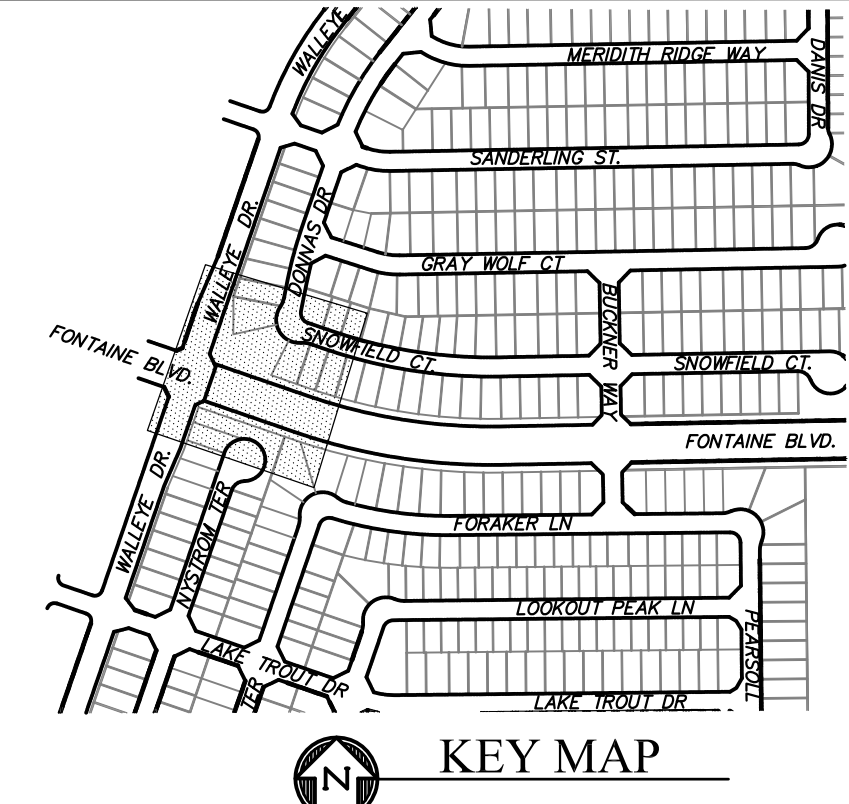 WALLEYE
MERIDITH RIDGE WAY
DANIS DR
SANDERLING ST.
WALLEYE DR.
DONNAS DR
GRAY WOLF CT
BUCKNER WAY
FONTAINE BLVD.
SNOWFIELD CT.
SNOWFIELD CT.
FONTAINE BLVD.
WALLEYE DR.
NYSTROM TER
FORAKER LN
LOOKOUT PEAK LN
PEARSOLL
LAKE TROUT DR
TER
LAKE TROUT DR
N
KEY MAP